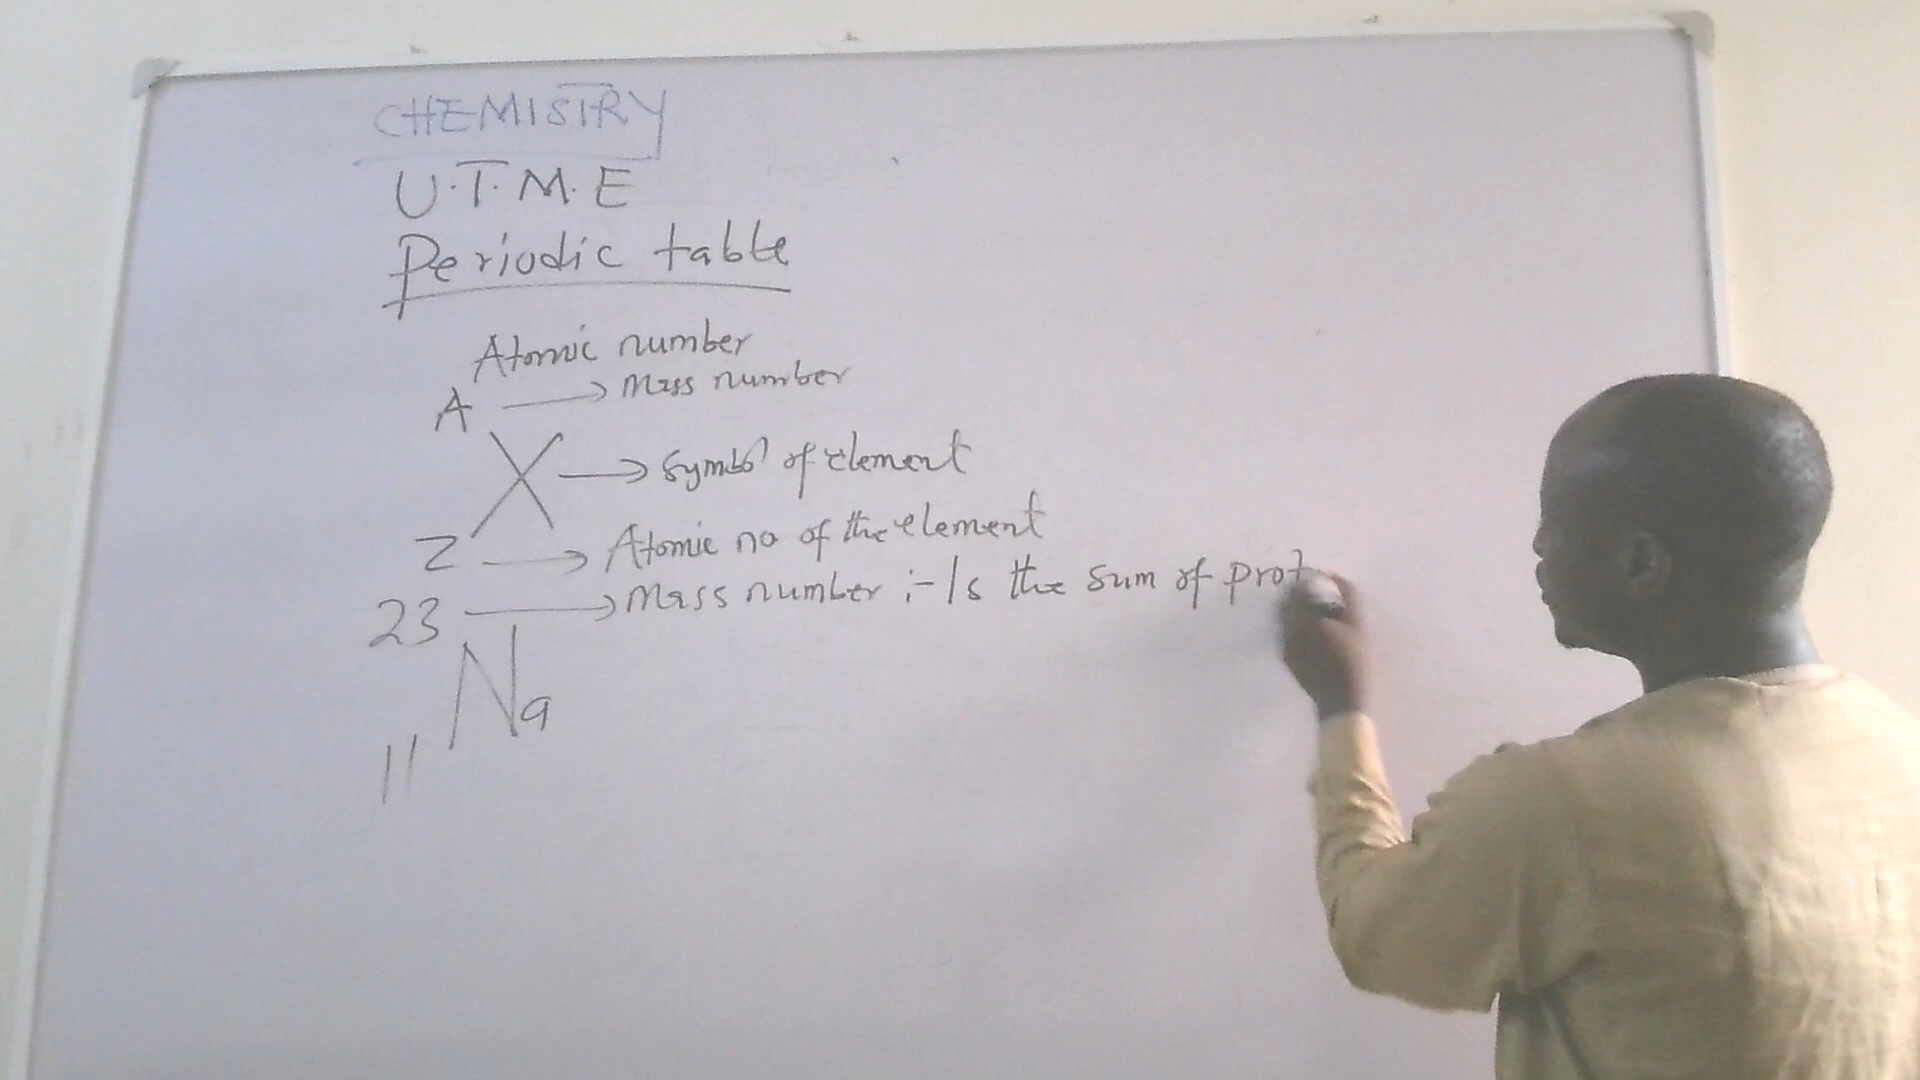 CHEMISTRY
U.T.M.E
Periodic table
Atomic number
A → Mass number
X → Symbol of element
Z → Atomic no of the element
23 → Mass number :- Is the sum of prot
Na
11